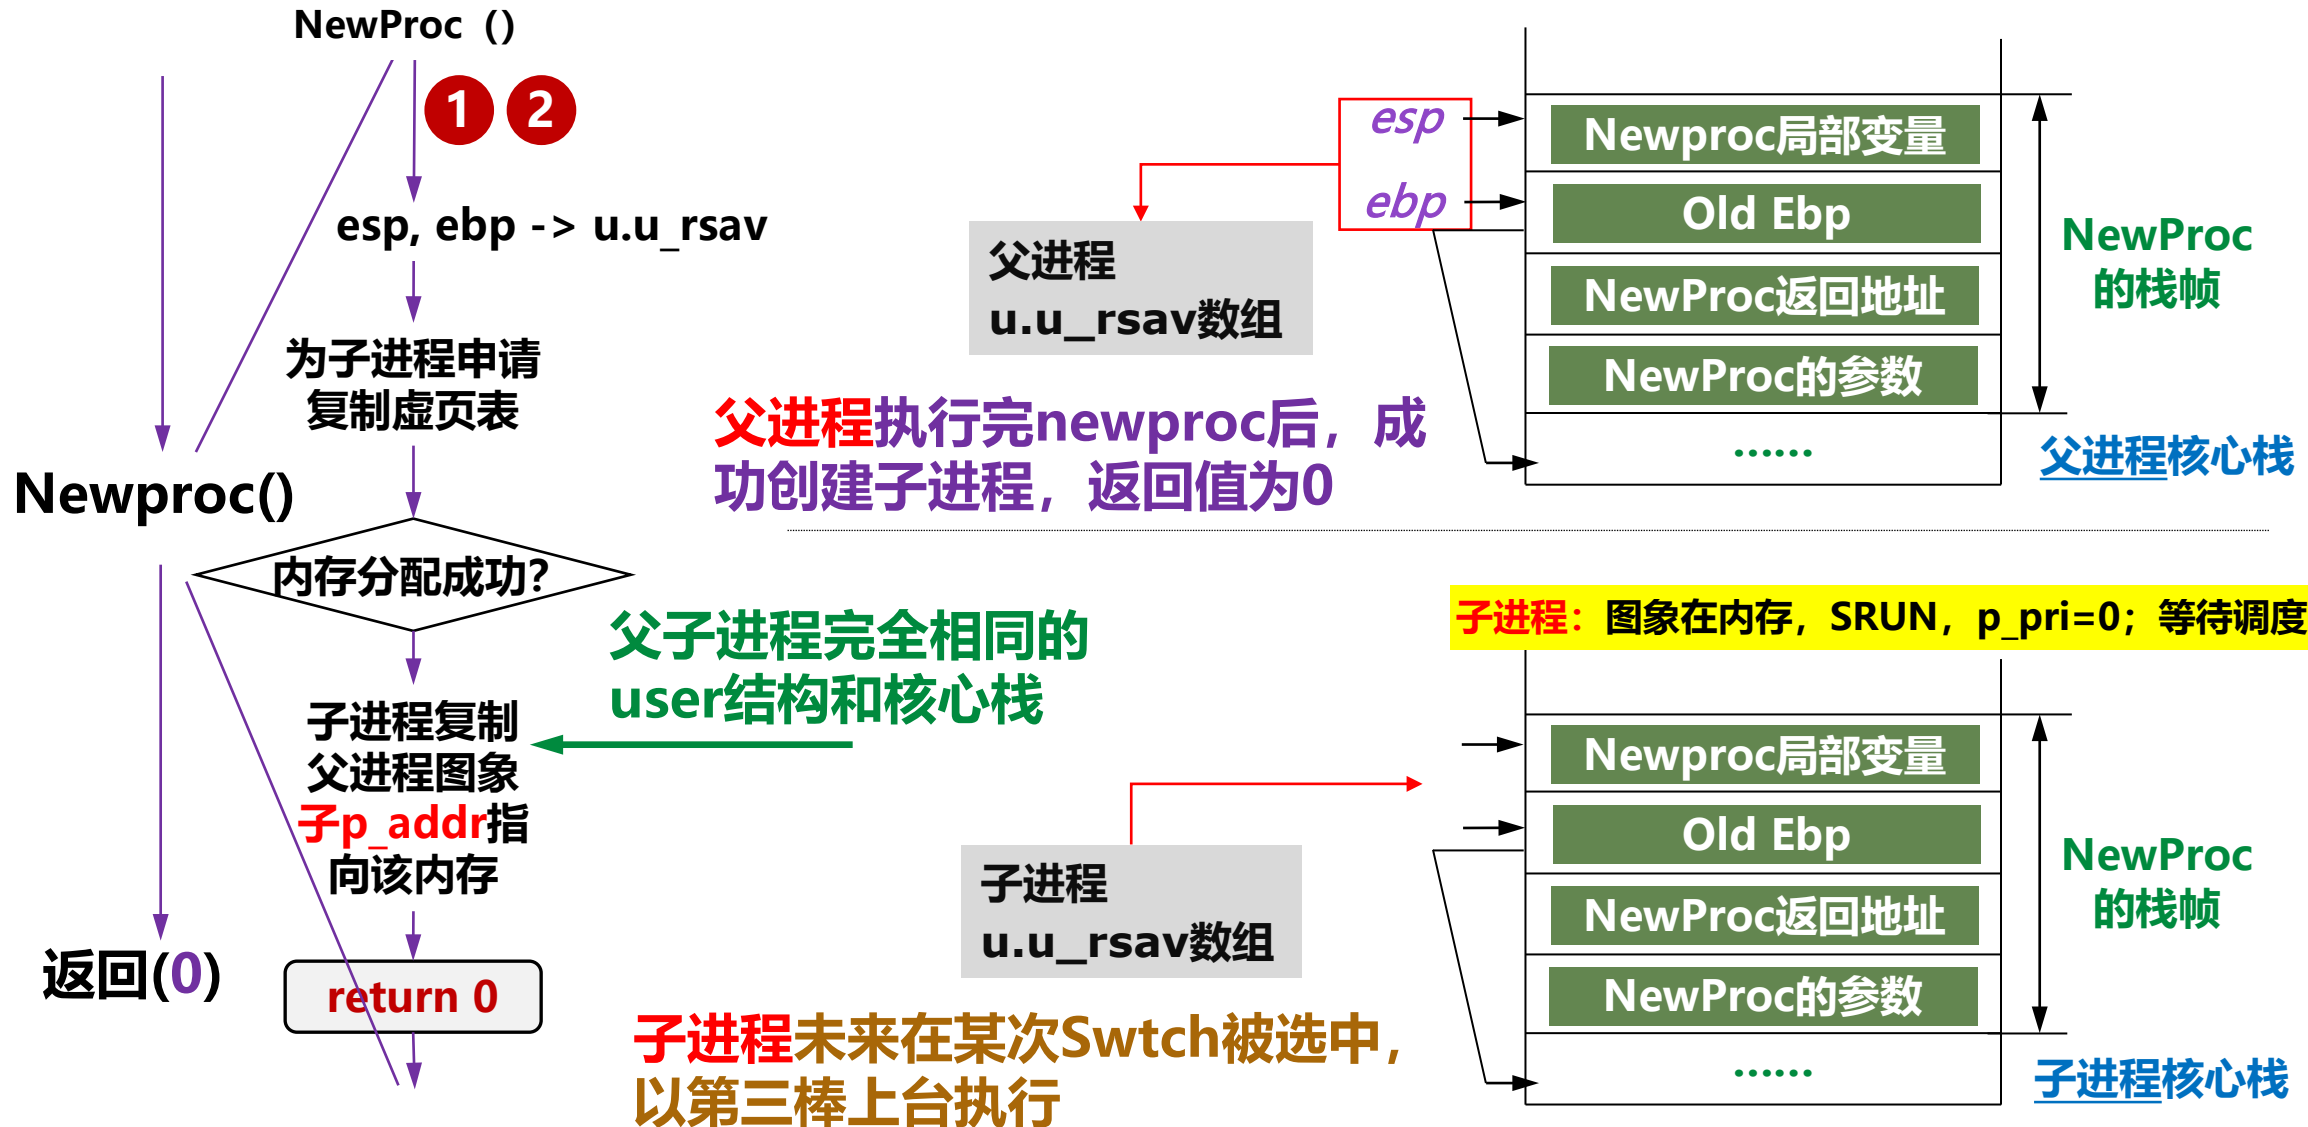 NewProc（）
1 2
esp, ebp -> u.u_rsav
为子进程申请
复制虚页表
Newproc()
内存分配成功?
子进程复制
父进程图象
子p_addr指
向该内存
return 0
返回(0)
父进程
u.u_rsav数组
esp
ebp
Newproc局部变量
Old Ebp
NewProc返回地址
NewProc的参数
……
NewProc
的栈帧
父进程核心栈
父进程执行完newproc后，成
功创建子进程，返回值为0
父子进程完全相同的
user结构和核心栈
子进程：图象在内存，SRUN，p_pri=0；等待调度
子进程
u.u_rsav数组
Newproc局部变量
Old Ebp
NewProc返回地址
NewProc的参数
……
NewProc
的栈帧
子进程核心栈
子进程未来在某次Swtch被选中，
以第三棒上台执行